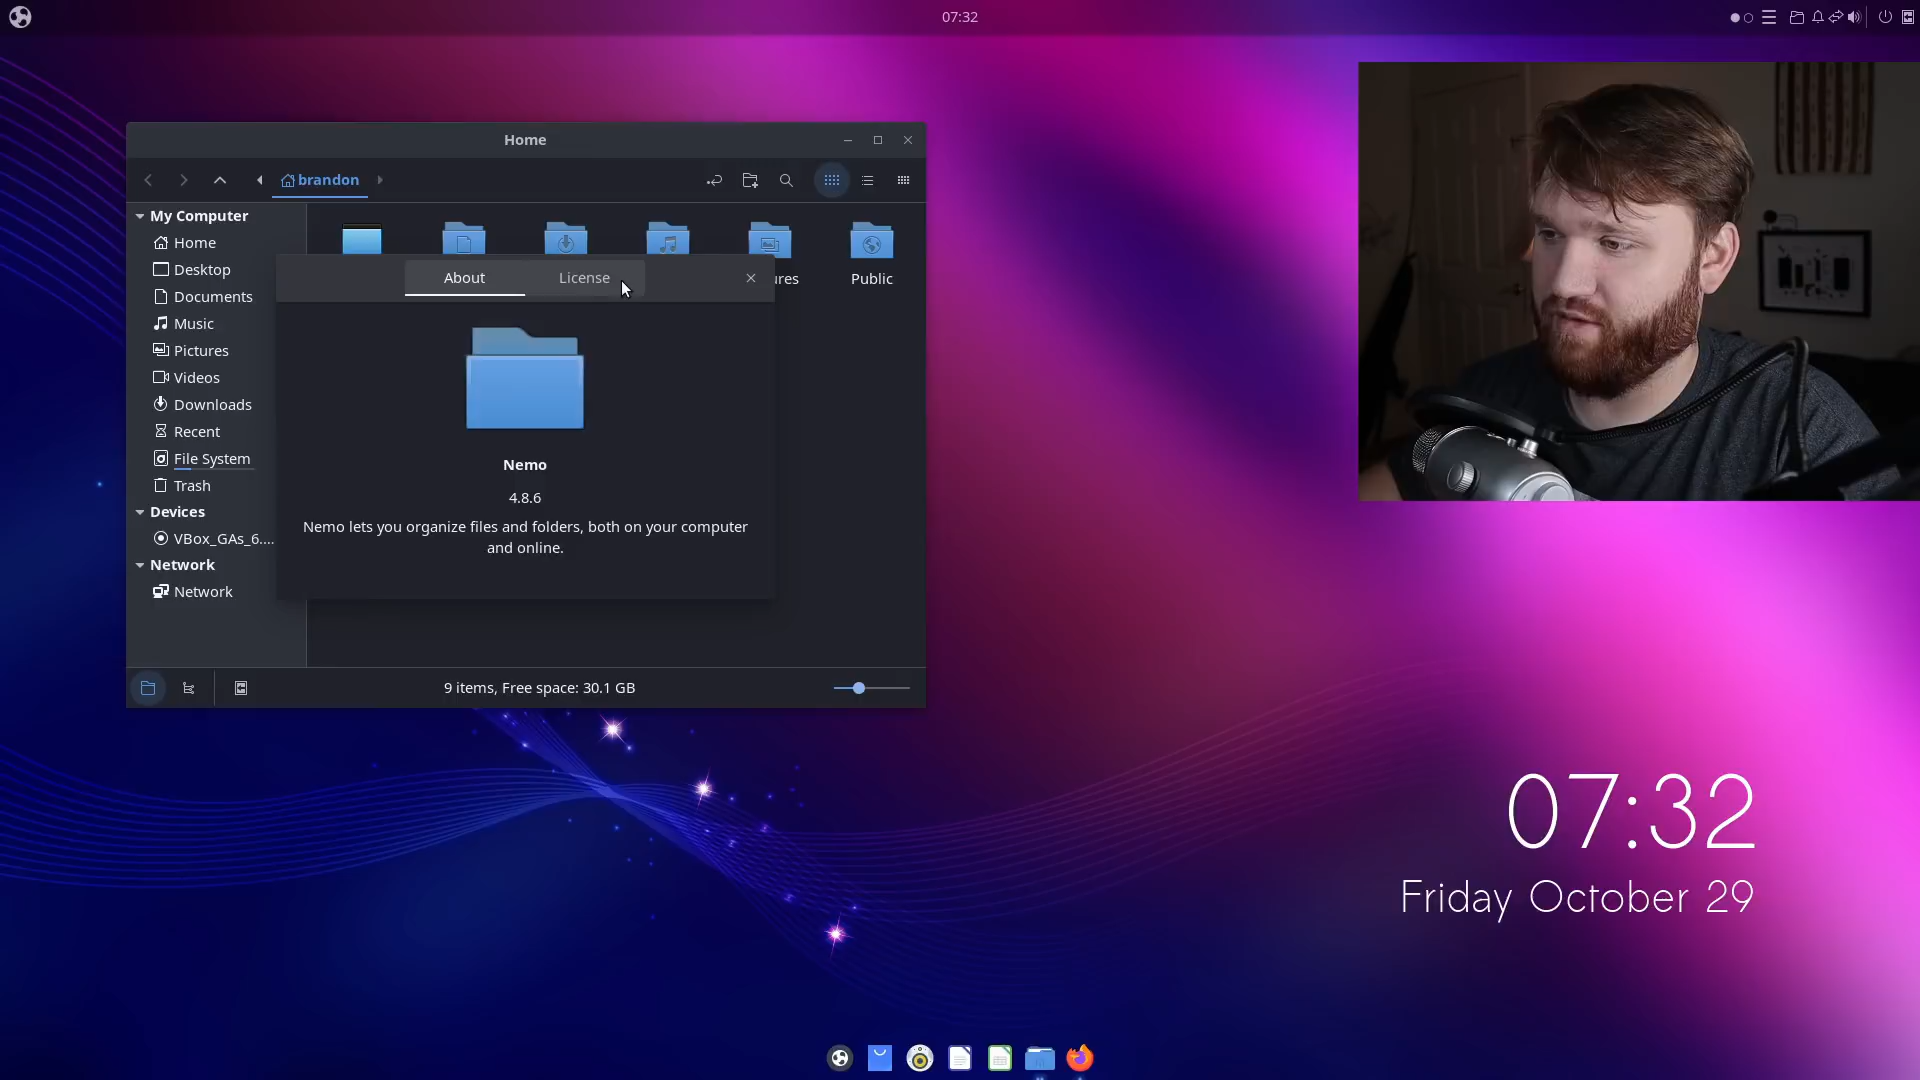 07:32
Home
brandon
My Computer
Home
Desktop
Documents
Music
Pictures
Videos
Downloads
Recent
File System
Trash
Devices
VBox_GAs_6....
Network
Network
ures
Public
About
License
Nemo
4.8.6
Nemo lets you organize files and folders, both on your computer
and online.
9 items, Free space: 30.1 GB
07:32
Friday October 29